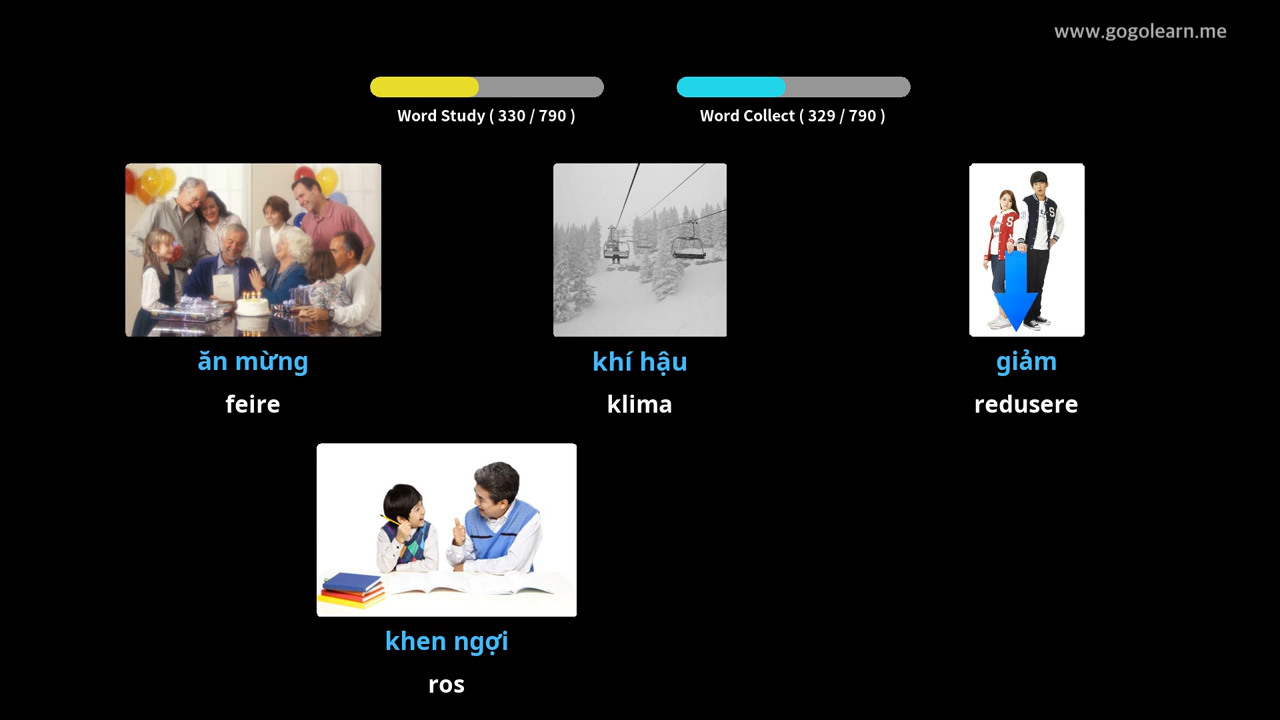 www.gogolearn.me
Word Study ( 330 / 790 )
Word Collect ( 329 / 790 )
ăn mừng
feire
khí hậu
klima
giảm
redusere
khen ngợi
ros